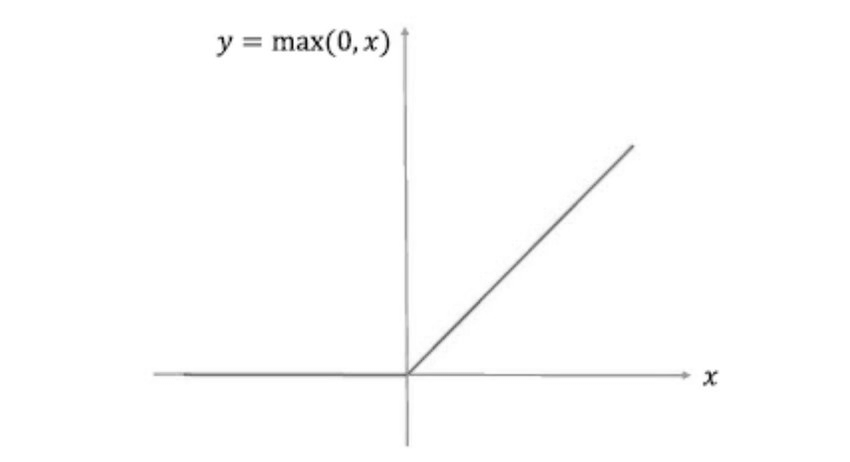 y = max(0, x)
x